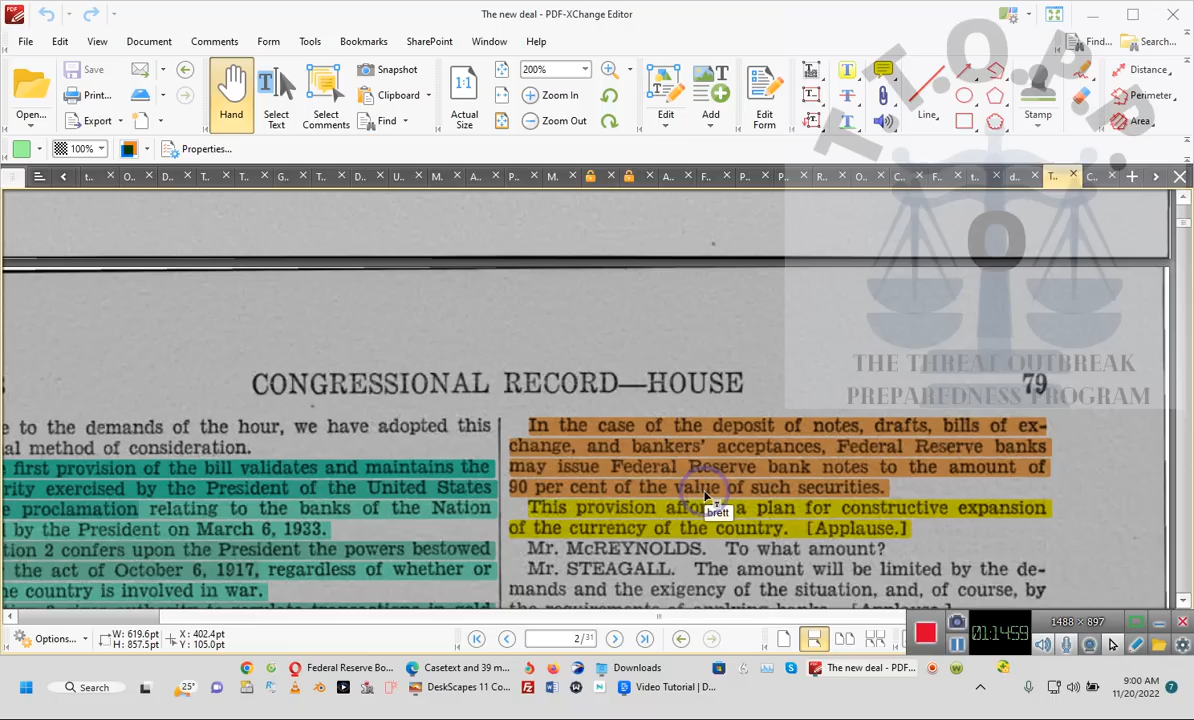 The new deal - PDF-XChange Editor
File Edit View Document Comments Form Tools Bookmarks SharePoint Window Help
Find... Search...
Open... Save Print... Export
Hand Select Text Select Comments
Snapshot Clipboard Find
1:1 Actual Size 200% Zoom In Zoom Out
Edit Add Edit Form Line Stamp
Distance Perimeter Area
100% Properties...
t.. O.. D.. T.. T.. G.. T.. D.. U.. M. A.. P.. M. A.. F.. P.. P.. R.. O.. C.. F.. t.. d.. T.. C..
T.T.O.P.P.
THE THREAT OUTBREAK
PREPAREDNESS PROGRAM
CONGRESSIONAL RECORD—HOUSE 79
e to the demands of the hour, we have adopted this
al method of consideration.
first provision of the bill validates and maintains the
rity exercised by the President of the United States
e proclamation relating to the banks of the Nation
by the President on March 6, 1933.
tion 2 confers upon the President the powers bestowed
the act of October 6, 1917, regardless of whether or
e country is involved in war.
In the case of the deposit of notes, drafts, bills of ex-
change, and bankers' acceptances, Federal Reserve banks
may issue Federal Reserve bank notes to the amount of
90 per cent of the value of such securities.
This provision a plan for constructive expansion
brett
of the currency of the country. [Applause.]
Mr. McREYNOLDS. To what amount?
Mr. STEAGALL. The amount will be limited by the de-
mands and the exigency of the situation, and, of course, by
Options... W: 619.6pt H: 857.5pt X: 402.4pt Y: 105.0pt
2 / 31
01:14:59 1488 × 897
Federal Reserve Bo... Casetext and 39 m... Downloads The new deal - PDF...
Search 25° DeskScapes 11 Co... Video Tutorial | D...
9:00 AM
11/20/2022 7